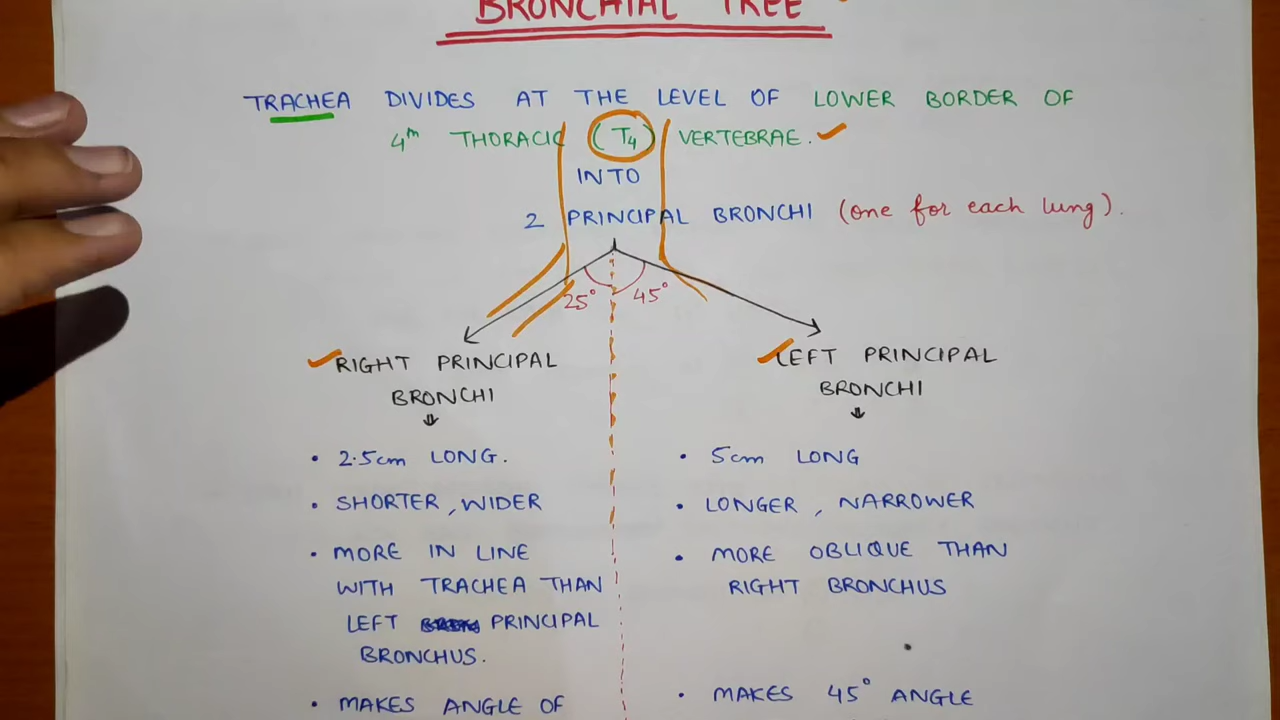 BRONCHIAL TREE
TRACHEA DIVIDES AT THE LEVEL OF LOWER BORDER OF
4th THORACIC (T4) VERTEBRAE.
INTO
2 PRINCIPAL BRONCHI (one for each lung).
25° 45°
RIGHT PRINCIPAL
BRONCHI
• 2.5cm LONG.
• SHORTER, WIDER
• MORE IN LINE
WITH TRACHEA THAN
LEFT PRINCIPAL
BRONCHUS.
• MAKES ANGLE OF
LEFT PRINCIPAL
BRONCHI
• 5cm LONG
• LONGER, NARROWER
• MORE OBLIQUE THAN
RIGHT BRONCHUS
• MAKES 45° ANGLE